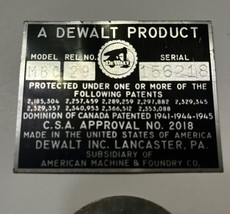 A DEWALT PRODUCT
MODEL REL. NO. SERIAL
DE WALT
156218
PROTECTED UNDER ONE OR MORE OF THE
FOLLOWING PATENTS
2,185,304 2,257,459 2,289,259 2,297,882 2,329,345
2,329,357 2,340,953 2,366,512 2,353,088
DOMINION OF CANADA PATENTED 1941-1944-1945
C.S.A. APPROVAL NO. 2018
MADE IN THE UNITED STATES OF AMERICA
DEWALT INC. LANCASTER, PA.
SUBSIDIARY OF
AMERICAN MACHINE & FOUNDRY CO.